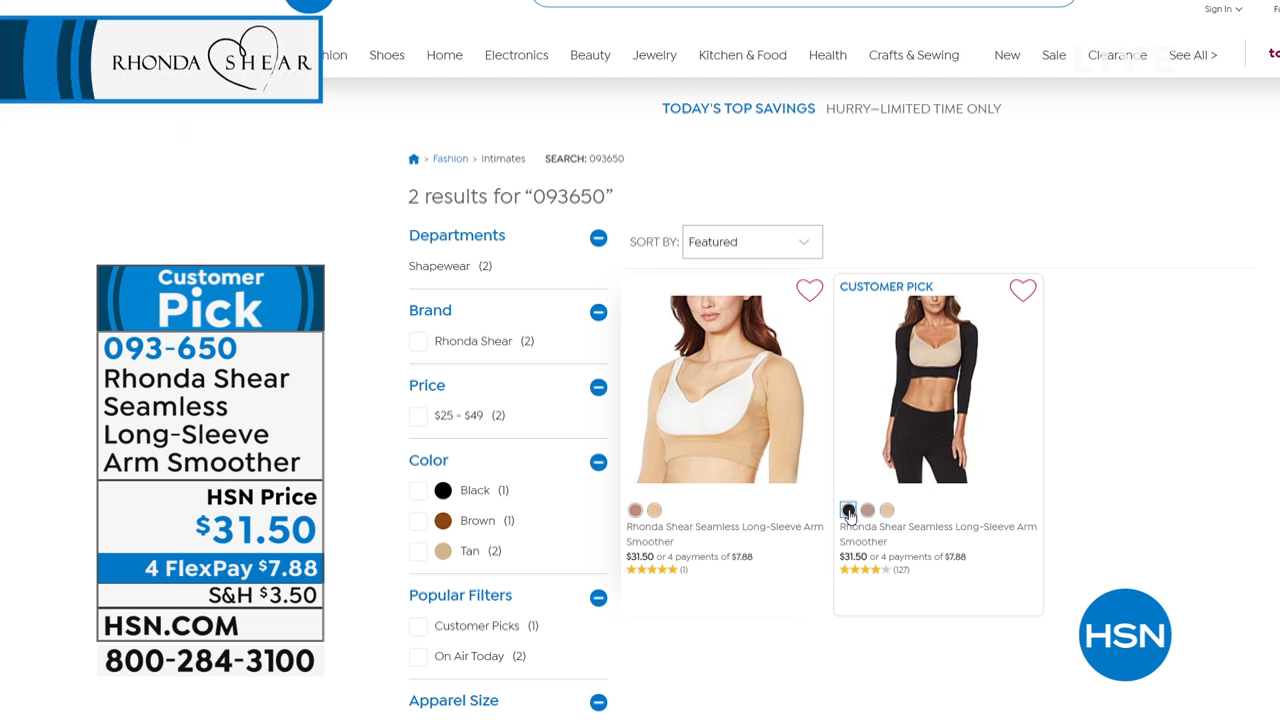 RHONDA SHEAR
Sign In
Shoes
Home
Electronics
Beauty
Jewelry
Kitchen & Food
Health
Crafts & Sewing
New
Sale
Clearance
See All >
LIVE
TODAY'S TOP SAVINGS HURRY—LIMITED TIME ONLY
> Fashion > Intimates SEARCH: 093650
2 results for “093650”
Departments
Shapewear (2)
Brand
Rhonda Shear (2)
Price
$25 - $49 (2)
Color
Black (1)
Brown (1)
Tan (2)
Popular Filters
Customer Picks (1)
On Air Today (2)
Apparel Size
SORT BY: Featured
Rhonda Shear Seamless Long-Sleeve Arm
Smoother
$31.50 or 4 payments of $7.88
(1)
CUSTOMER PICK
Rhonda Shear Seamless Long-Sleeve Arm
Smoother
$31.50 or 4 payments of $7.88
(127)
Customer
Pick
093-650
Rhonda Shear
Seamless
Long-Sleeve
Arm Smoother
HSN Price
$31.50
4 FlexPay $7.88
S&H $3.50
HSN.COM
800-284-3100
HSN